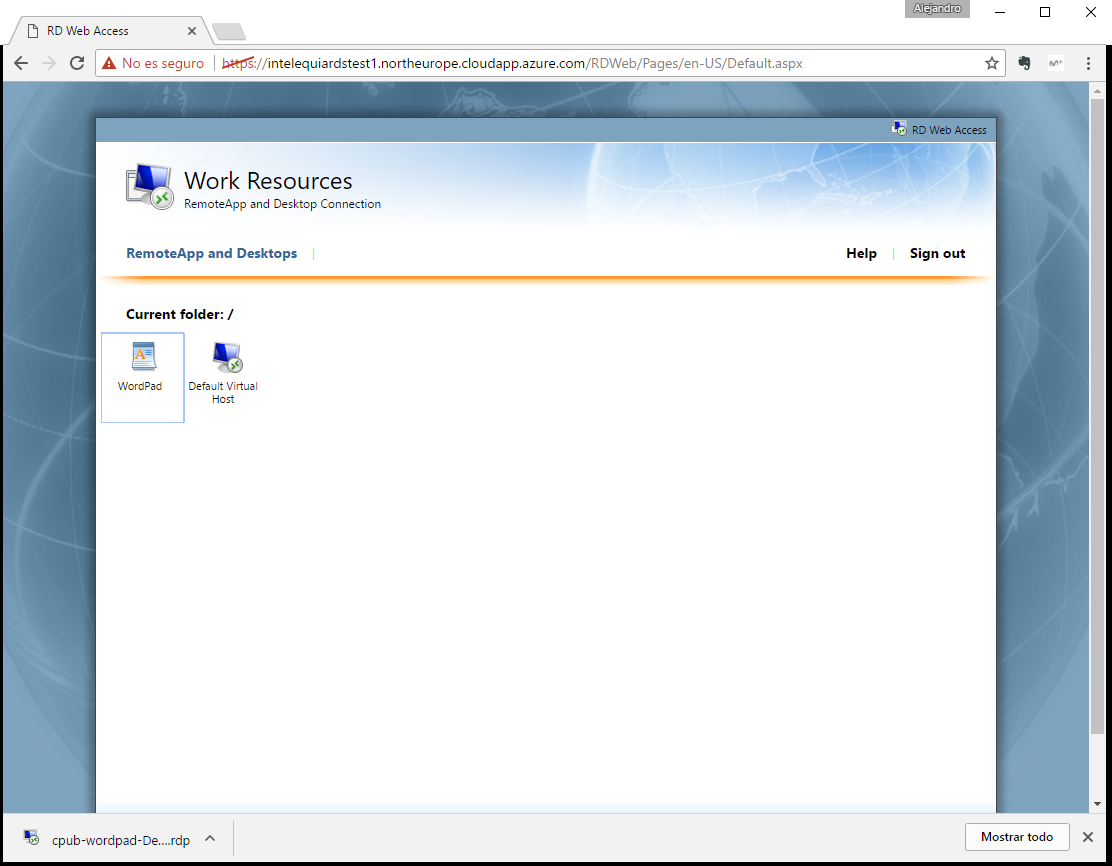 Alejandro
RD Web Access
No es seguro https://intelequiardstest1.northeurope.cloudapp.azure.com/RDWeb/Pages/en-US/Default.aspx
RD Web Access
Work Resources
RemoteApp and Desktop Connection
RemoteApp and Desktops
Help
Sign out
Current folder: /
WordPad
Default Virtual
Host
cpub-wordpad-De....rdp
Mostrar todo